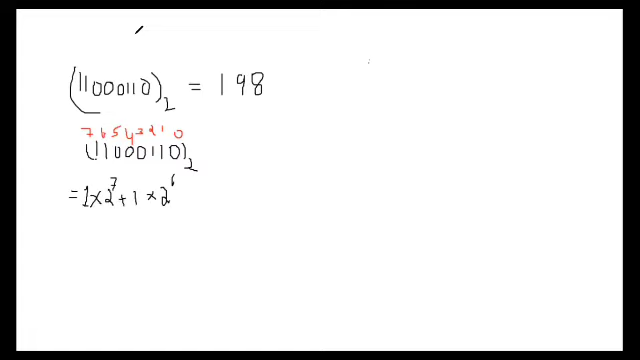 (11000110)₂ = 198
7 6 5 4 3 2 1 0
(11000110)₂
= 1 × 2⁷ + 1 × 2⁶